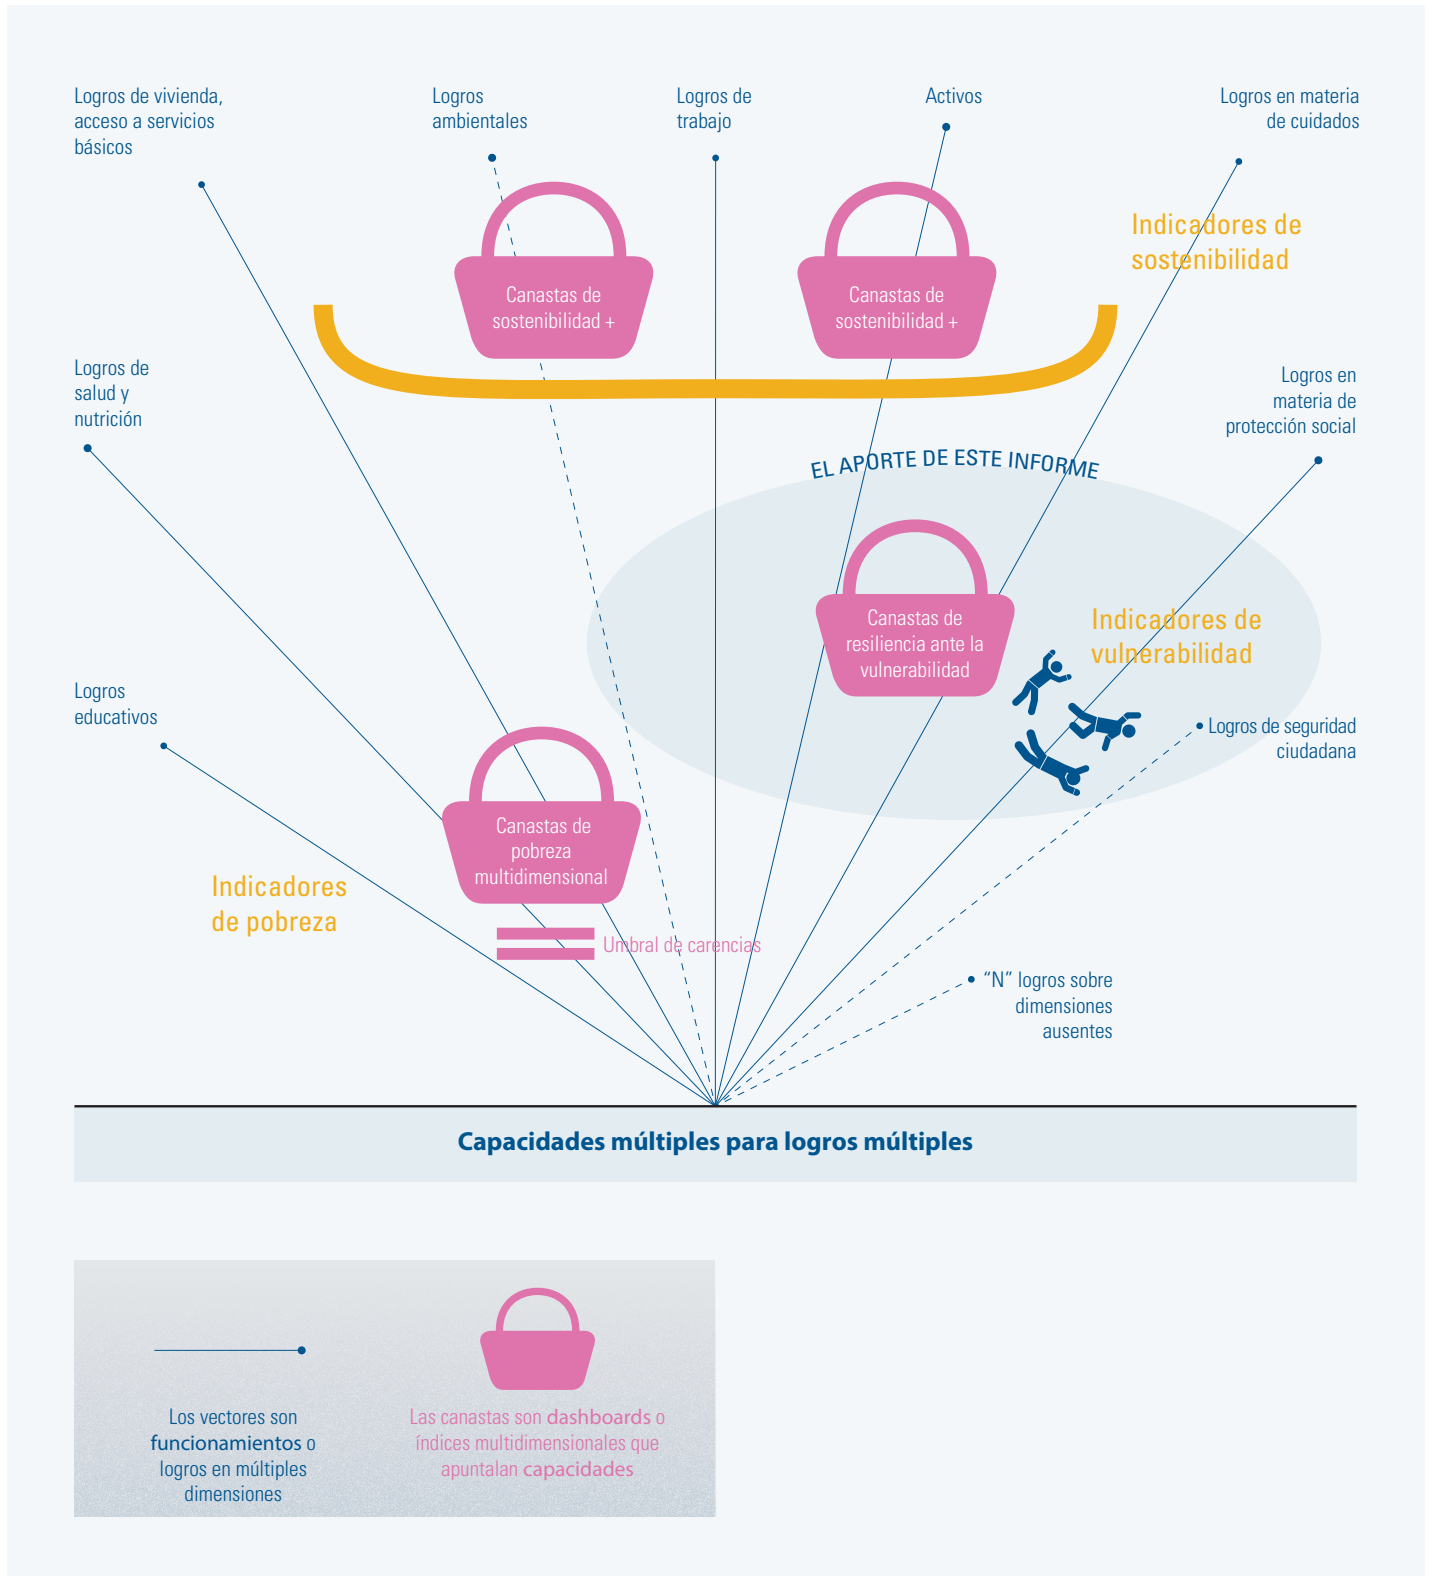 Logros de vivienda,
acceso a servicios
básicos
Logros
ambientales
Logros de
trabajo
Activos
Logros en materia
de cuidados
Indicadores de
sostenibilidad
Canastas de
sostenibilidad +
Canastas de
sostenibilidad +
Logros de
salud y
nutrición
Logros en
materia de
protección social
EL APORTE DE ESTE INFORME
Canastas de
resiliencia ante la
vulnerabilidad
Indicadores de
vulnerabilidad
Logros
educativos
Logros de seguridad
ciudadana
Canastas de
pobreza
multidimensional
Indicadores
de pobreza
Umbral de carencias
“N” logros sobre
dimensiones
ausentes
Capacidades múltiples para logros múltiples
Los vectores son
funcionamientos o
logros en múltiples
dimensiones
Las canastas son dashboards o
índices multidimensionales que
apuntalan capacidades